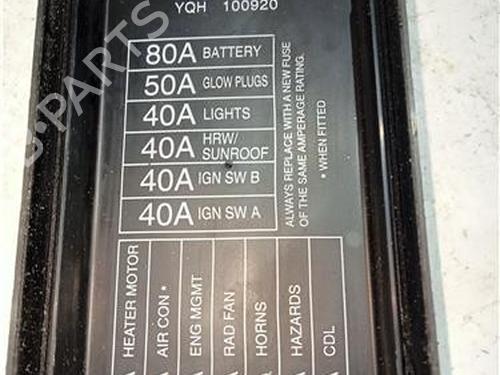 YQH 100920
80A BATTERY
50A GLOW PLUGS
40A LIGHTS
40A HRW/
SUNROOF
40A IGN SW B
40A IGN SW A
ALWAYS REPLACE WITH A NEW FUSE
OF THE SAME AMPERAGE RATING.
* WHEN FITTED
HEATER MOTOR
AIR CON *
ENG MGMT
RAD FAN
HORNS
HAZARDS
CDL